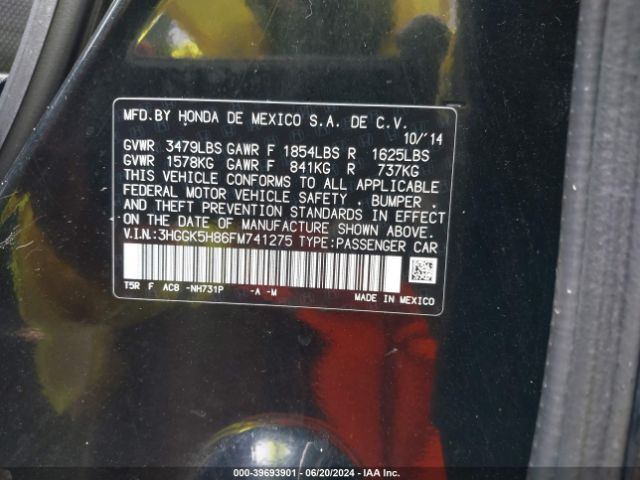 MFD.BY HONDA DE MEXICO S.A. DE C.V.
10/'14
GVWR 3479LBS GAWR F 1854LBS R 1625LBS
GVWR 1578KG GAWR F 841KG R 737KG
THIS VEHICLE CONFORMS TO ALL APPLICABLE
FEDERAL MOTOR VEHICLE SAFETY , BUMPER ,
AND THEFT PREVENTION STANDARDS IN EFFECT
ON THE DATE OF MANUFACTURE SHOWN ABOVE.
V.I.N.:3HGGK5H86FM741275 TYPE:PASSENGER CAR
T5R F AC8 -NH731P -A -M MADE IN MEXICO
000-39693901 - 06/20/2024 - IAA Inc.